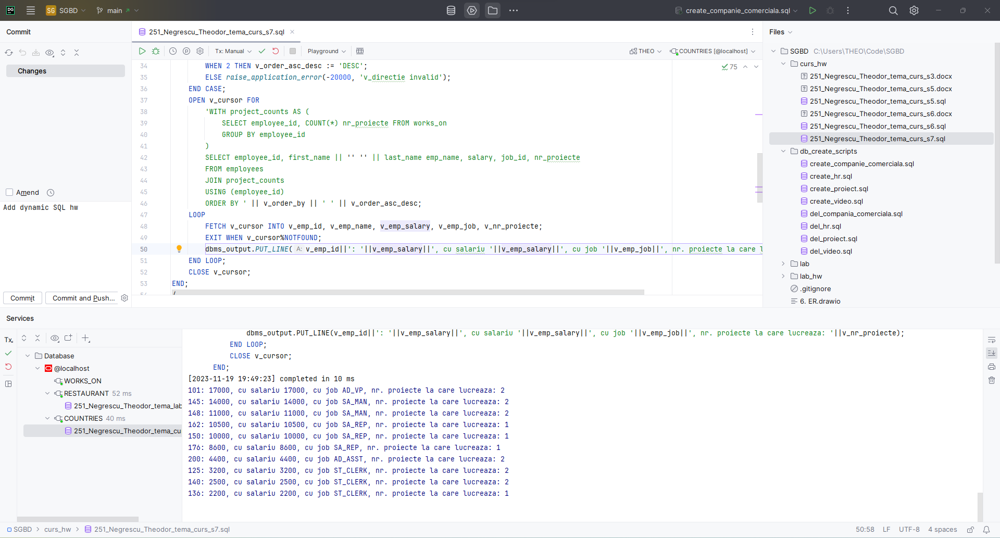 DG SG SGBD main create_companie_comerciala.sql
Commit
251_Negrescu_Theodor_tema_curs_s7.sql
Files
Tx: Manual Playground THEO COUNTRIES [@localhost]
Changes
75
34 WHEN 2 THEN v_order_asc_desc := 'DESC';
35 ELSE raise_application_error(-20000, 'v_directie invalid');
36 END CASE;
37 OPEN v_cursor FOR
38 'WITH project_counts AS (
39 SELECT employee_id, COUNT(*) nr_proiecte FROM works_on
40 GROUP BY employee_id
41 )
42 SELECT employee_id, first_name || '' '' || last_name emp_name, salary, job_id, nr_proiecte
43 FROM employees
44 JOIN project_counts
45 USING (employee_id)
46 ORDER BY ' || v_order_by || ' ' || v_order_asc_desc;
47 LOOP
48 FETCH v_cursor INTO v_emp_id, v_emp_name, v_emp_salary, v_emp_job, v_nr_proiecte;
49 EXIT WHEN v_cursor%NOTFOUND;
50 dbms_output.PUT_LINE( A: v_emp_id||': '||v_emp_salary||', cu salariu '||v_emp_salary||', cu job '||v_emp_job||', nr. proiecte la care l
51 END LOOP;
52 CLOSE v_cursor;
53 END;
/
Amend
Add dynamic SQL hw
Commit Commit and Push...
SGBD C:\Users\THEO\Code\SGBD
curs_hw
251_Negrescu_Theodor_tema_curs_s3.docx
251_Negrescu_Theodor_tema_curs_s5.docx
251_Negrescu_Theodor_tema_curs_s5.sql
251_Negrescu_Theodor_tema_curs_s6.docx
251_Negrescu_Theodor_tema_curs_s6.sql
251_Negrescu_Theodor_tema_curs_s7.sql
db_create_scripts
create_companie_comerciala.sql
create_hr.sql
create_proiect.sql
create_video.sql
del_compania_comerciala.sql
del_hr.sql
del_proiect.sql
del_video.sql
lab
lab_hw
.gitignore
6. ER.drawio
Services
Tx
Database
@localhost
WORKS_ON
RESTAURANT 52 ms
251_Negrescu_Theodor_tema_lab
COUNTRIES 40 ms
251_Negrescu_Theodor_tema_cu
dbms_output.PUT_LINE(v_emp_id||': '||v_emp_salary||', cu salariu '||v_emp_salary||', cu job '||v_emp_job||', nr. proiecte la care lucreaza: '||v_nr_proiecte);
END LOOP;
CLOSE v_cursor;
END;
[2023-11-19 19:49:23] completed in 10 ms
101: 17000, cu salariu 17000, cu job AD_VP, nr. proiecte la care lucreaza: 2
145: 14000, cu salariu 14000, cu job SA_MAN, nr. proiecte la care lucreaza: 2
148: 11000, cu salariu 11000, cu job SA_MAN, nr. proiecte la care lucreaza: 2
162: 10500, cu salariu 10500, cu job SA_REP, nr. proiecte la care lucreaza: 1
150: 10000, cu salariu 10000, cu job SA_REP, nr. proiecte la care lucreaza: 1
176: 8600, cu salariu 8600, cu job SA_REP, nr. proiecte la care lucreaza: 1
200: 4400, cu salariu 4400, cu job AD_ASST, nr. proiecte la care lucreaza: 2
125: 3200, cu salariu 3200, cu job ST_CLERK, nr. proiecte la care lucreaza: 2
140: 2500, cu salariu 2500, cu job ST_CLERK, nr. proiecte la care lucreaza: 2
136: 2200, cu salariu 2200, cu job ST_CLERK, nr. proiecte la care lucreaza: 1
SGBD > curs_hw > 251_Negrescu_Theodor_tema_curs_s7.sql
50:58 LF UTF-8 4 spaces